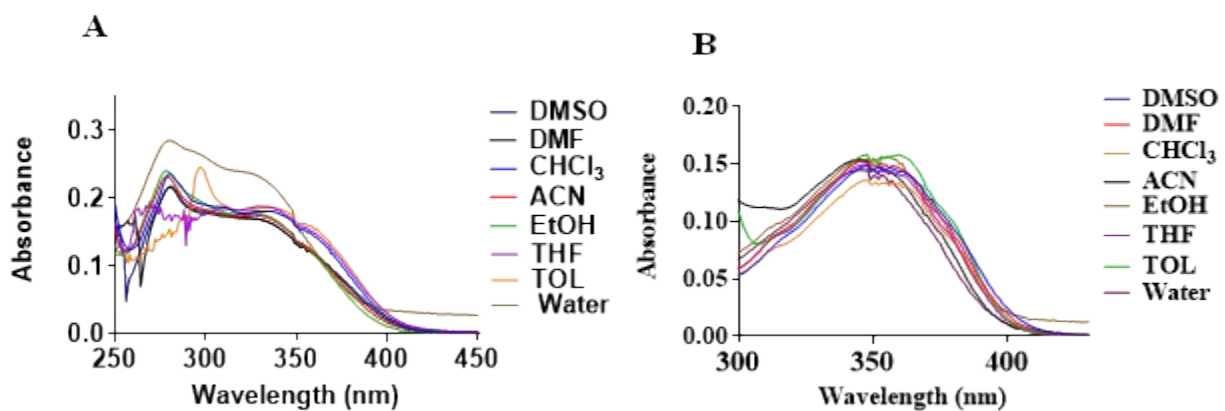 A
Absorbance
0.3
0.2
0.1
0.0
250 300 350 400 450
Wavelength (nm)
DMSO
DMF
CHCl₃
ACN
EtOH
THF
TOL
Water
B
Absorbance
0.20
0.15
0.10
0.05
0.00
300 350 400
Wavelength (nm)
DMSO
DMF
CHCl₃
ACN
EtOH
THF
TOL
Water